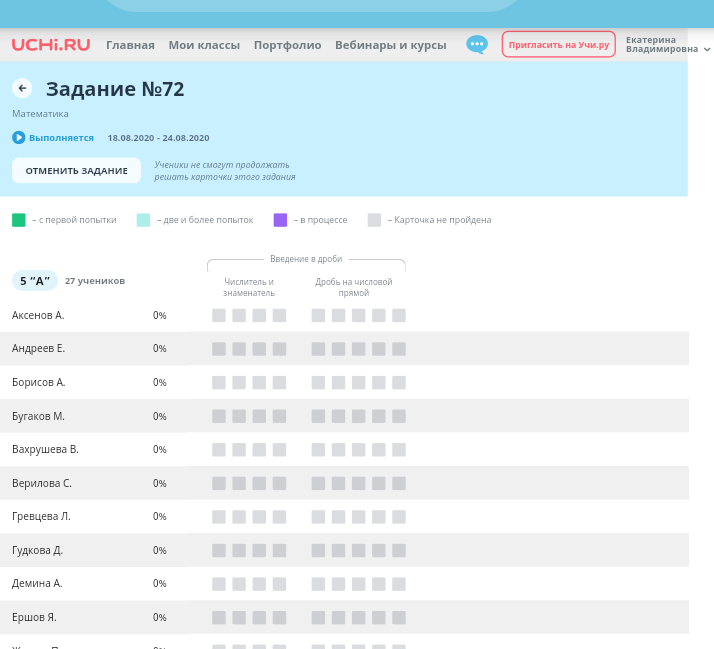 UCHi.RU Главная Мои классы Портфолио Вебинары и курсы Пригласить на Учи.ру Екатерина Владимировна
Задание №72
Математика
Выполняется 18.08.2020 - 24.08.2020
ОТМЕНИТЬ ЗАДАНИЕ Ученики не смогут продолжать
решать карточки этого задания
– с первой попытки – две и более попыток – в процессе – Карточка не пройдена
Введение в дроби
5 “А” 27 учеников
Числитель и знаменатель
Дробь на числовой прямой
Аксенов А. 0%
Андреев Е. 0%
Борисов А. 0%
Бугаков М. 0%
Вахрушева В. 0%
Верилова С. 0%
Гревцева Л. 0%
Гудкова Д. 0%
Демина А. 0%
Ершов Я. 0%